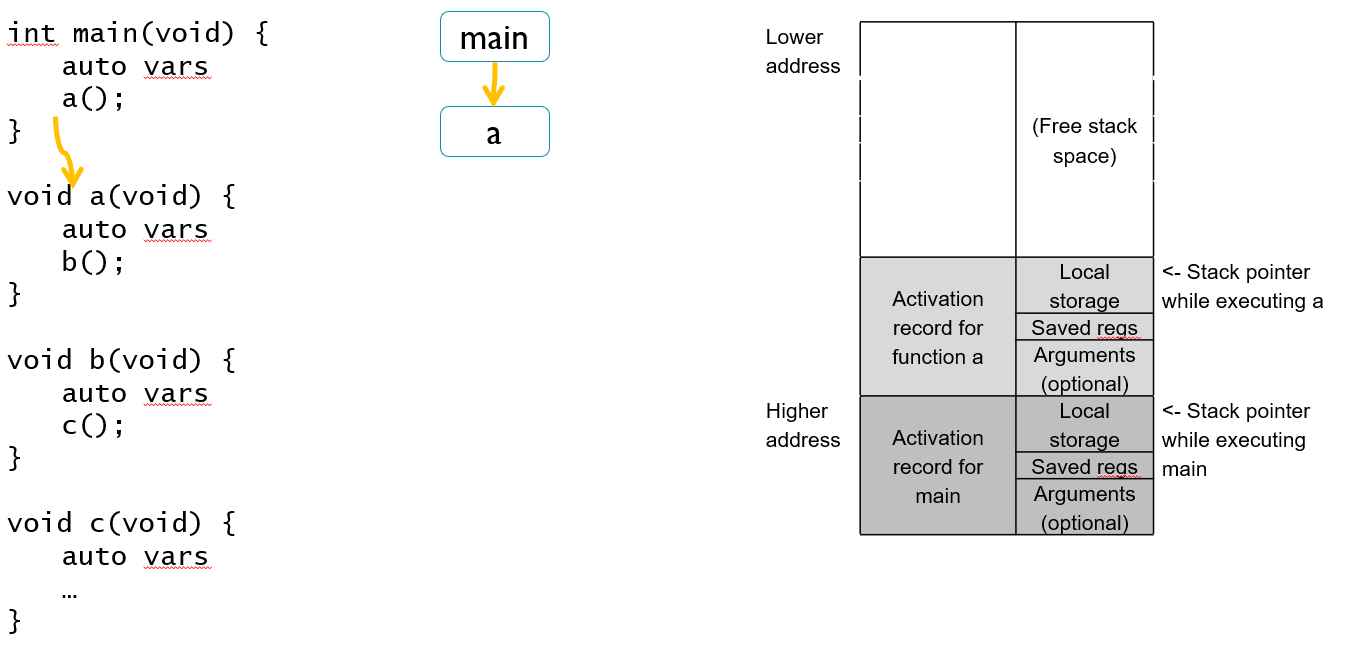 int main(void) {
auto vars
a();
}
void a(void) {
auto vars
b();
}
void b(void) {
auto vars
c();
}
void c(void) {
auto vars
…
}
main
a
Lower
address
(Free stack
space)
Activation
record for
function a
Local
storage
Saved regs
Arguments
(optional)
<- Stack pointer
while executing a
Higher
address
Activation
record for
main
Local
storage
Saved regs
Arguments
(optional)
<- Stack pointer
while executing
main